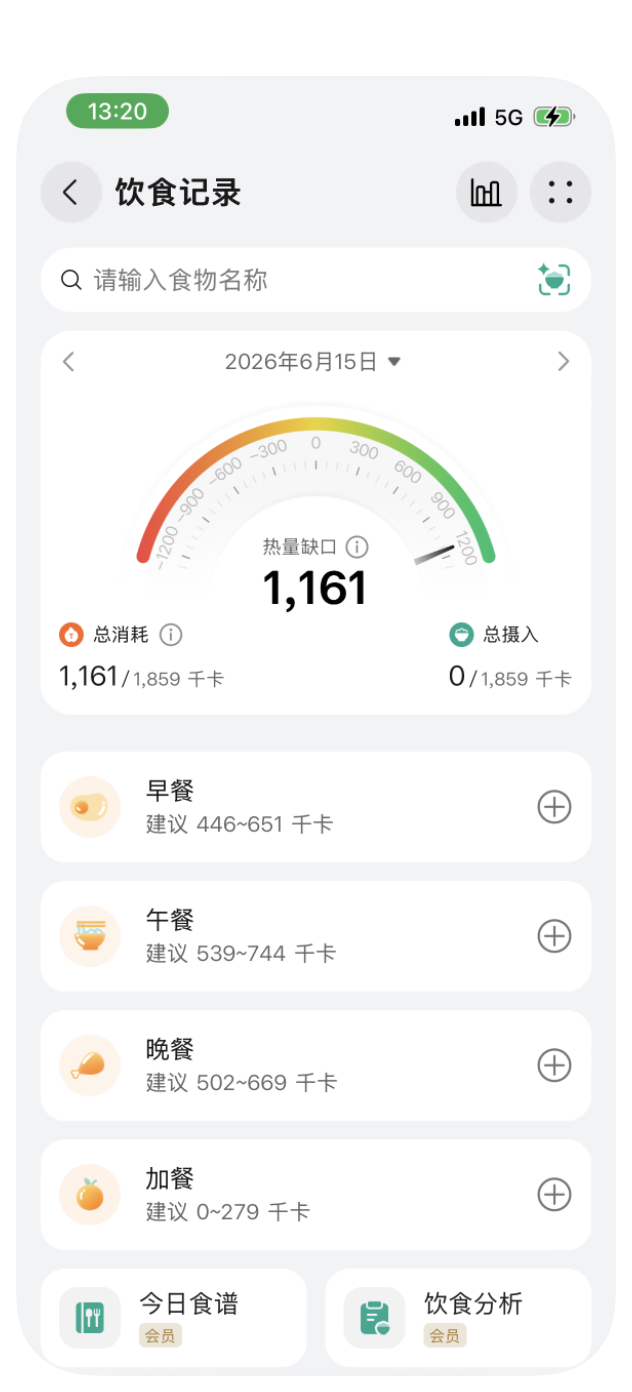 13:20
5G
饮食记录
请输入食物名称
2026年6月15日
-1200 -900 -600 -300 0 300 600 900 1200
热量缺口
1,161
总消耗
总摄入
1,161/1,859 千卡
0/1,859 千卡
早餐
建议 446~651 千卡
午餐
建议 539~744 千卡
晚餐
建议 502~669 千卡
加餐
建议 0~279 千卡
今日食谱
会员
饮食分析
会员